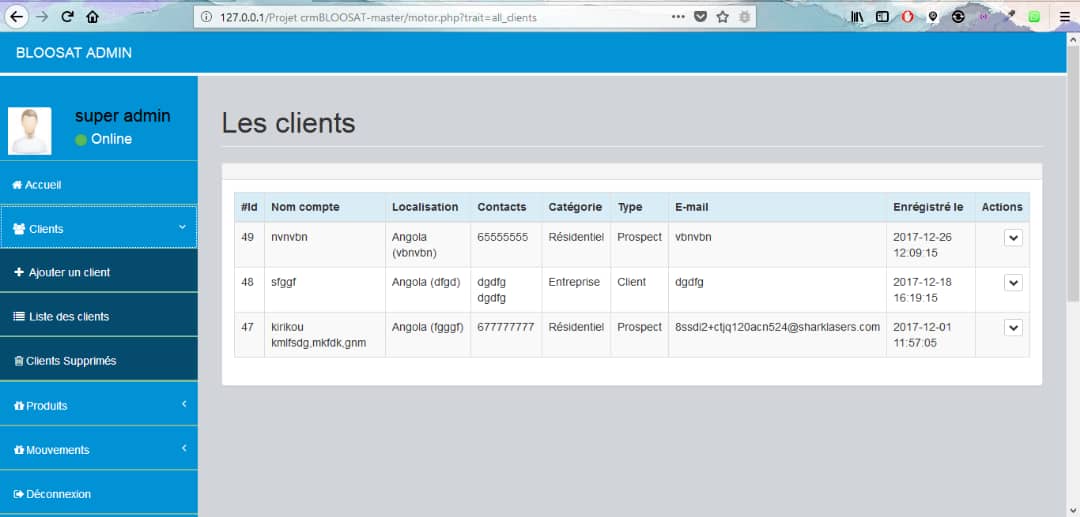 127.0.0.1/Projet crmBLOOSAT-master/motor.php?trait=all_clients
BLOOSAT ADMIN
super admin
Online
Accueil
Clients
Ajouter un client
Liste des clients
Clients Supprimés
Produits
Mouvements
Déconnexion
Les clients
#Id Nom compte Localisation Contacts Catégorie Type E-mail Enrégistré le Actions
49 nvnvbn Angola 65555555 Résidentiel Prospect vbnvbn 2017-12-26
(vbnvbn) 12:09:15
48 sfggf Angola (dfgd) dgdfg Entreprise Client dgdfg 2017-12-18
dgdfg 16:19:15
47 kirikou Angola (fgggf) 677777777 Résidentiel Prospect 8ssdi2+ctjq120acn524@sharklasers.com 2017-12-01
kmlfsdg,mkfdk,gnm 11:57:05